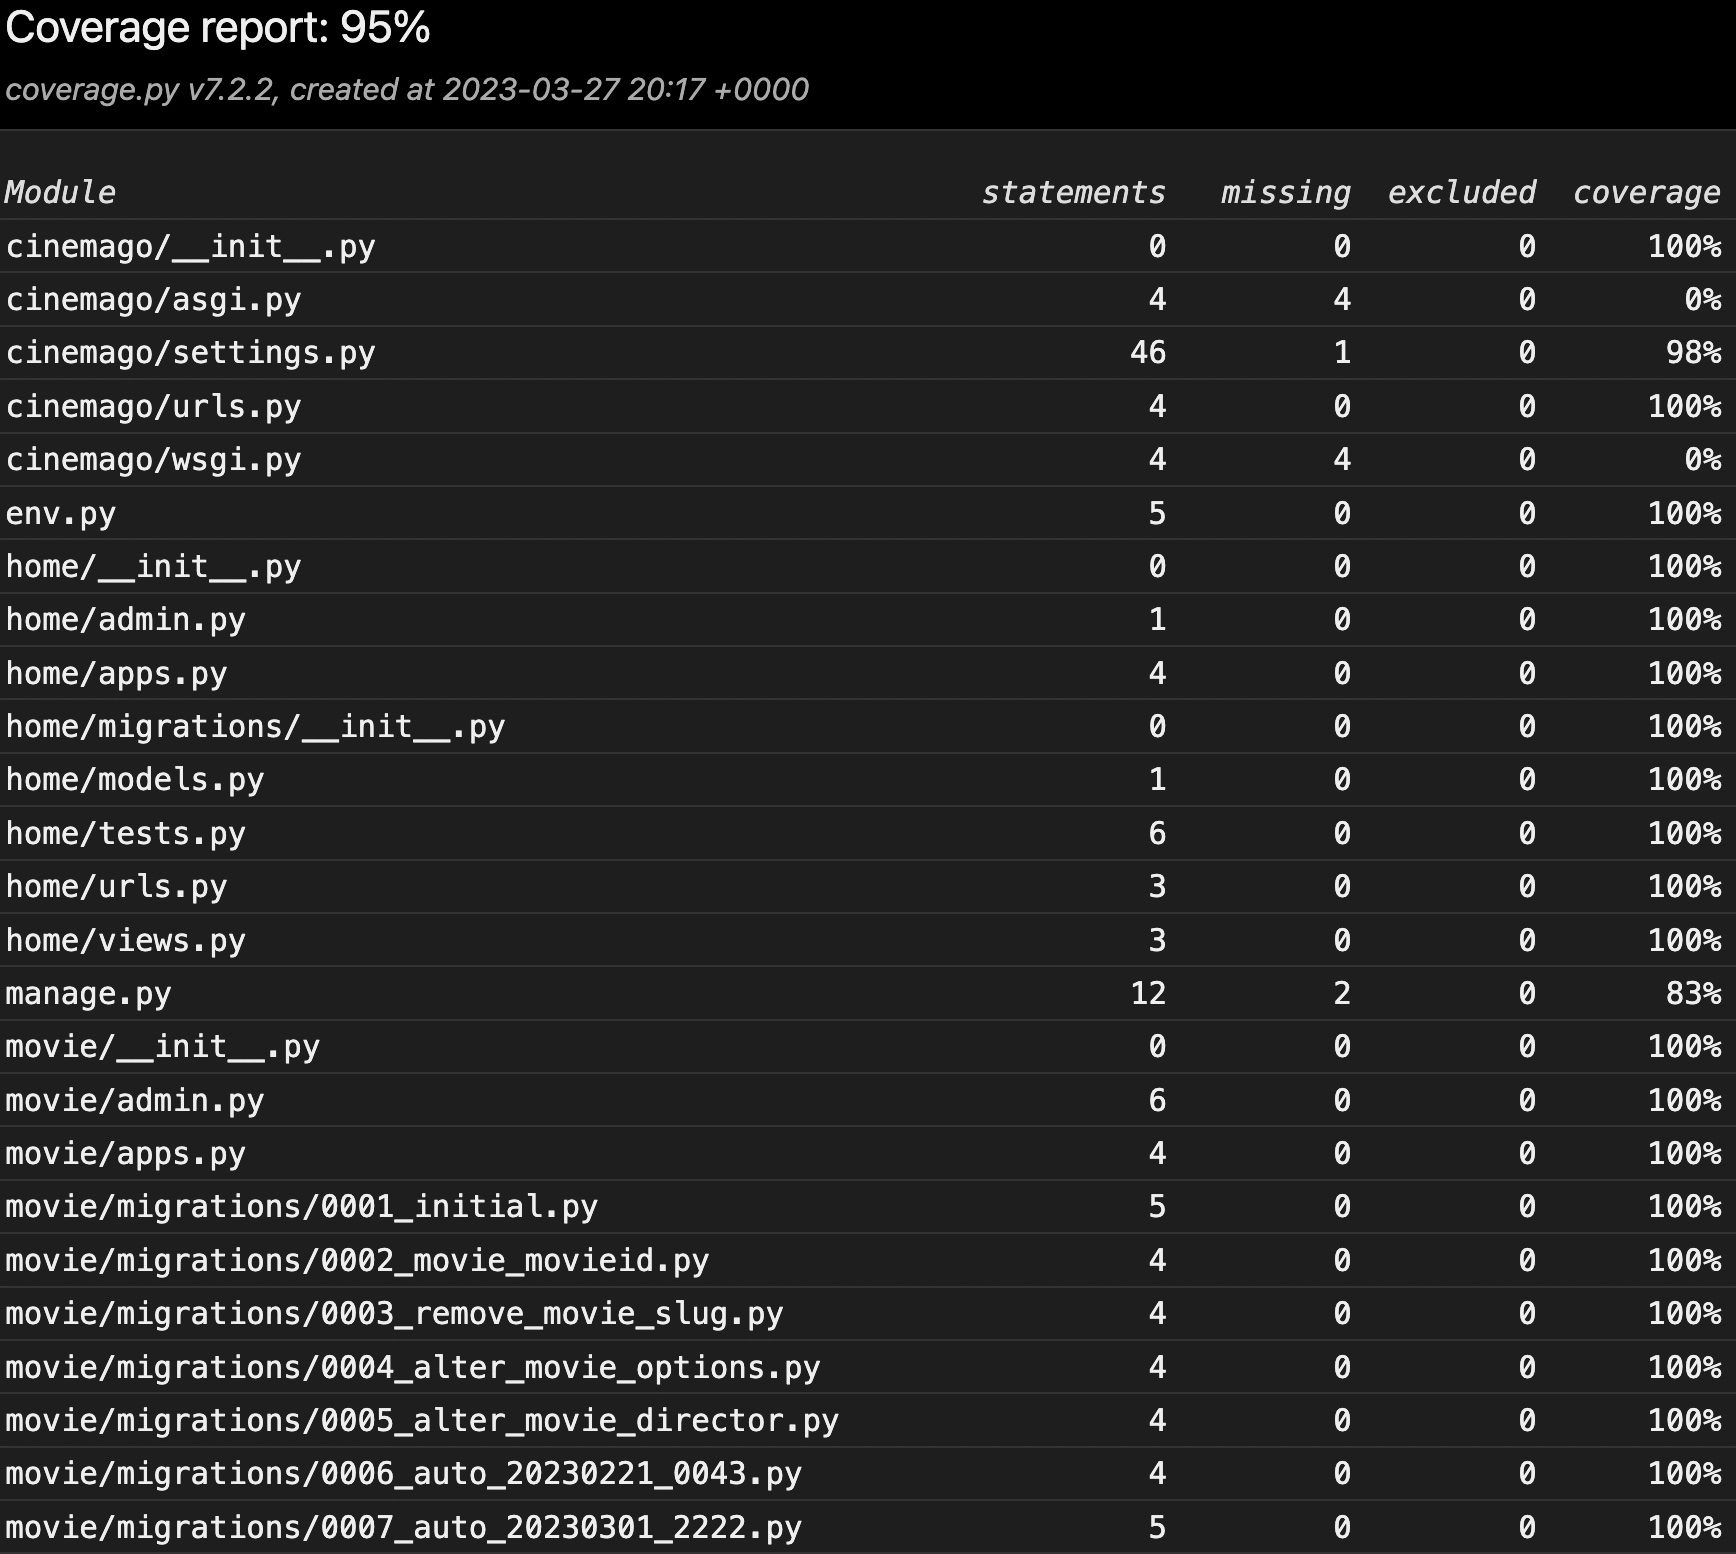 Coverage report: 95%
coverage.py v7.2.2, created at 2023-03-27 20:17 +0000
Module statements missing excluded coverage
cinemago/__init__.py 0 0 0 100%
cinemago/asgi.py 4 4 0 0%
cinemago/settings.py 46 1 0 98%
cinemago/urls.py 4 0 0 100%
cinemago/wsgi.py 4 4 0 0%
env.py 5 0 0 100%
home/__init__.py 0 0 0 100%
home/admin.py 1 0 0 100%
home/apps.py 4 0 0 100%
home/migrations/__init__.py 0 0 0 100%
home/models.py 1 0 0 100%
home/tests.py 6 0 0 100%
home/urls.py 3 0 0 100%
home/views.py 3 0 0 100%
manage.py 12 2 0 83%
movie/__init__.py 0 0 0 100%
movie/admin.py 6 0 0 100%
movie/apps.py 4 0 0 100%
movie/migrations/0001_initial.py 5 0 0 100%
movie/migrations/0002_movie_movieid.py 4 0 0 100%
movie/migrations/0003_remove_movie_slug.py 4 0 0 100%
movie/migrations/0004_alter_movie_options.py 4 0 0 100%
movie/migrations/0005_alter_movie_director.py 4 0 0 100%
movie/migrations/0006_auto_20230221_0043.py 4 0 0 100%
movie/migrations/0007_auto_20230301_2222.py 5 0 0 100%